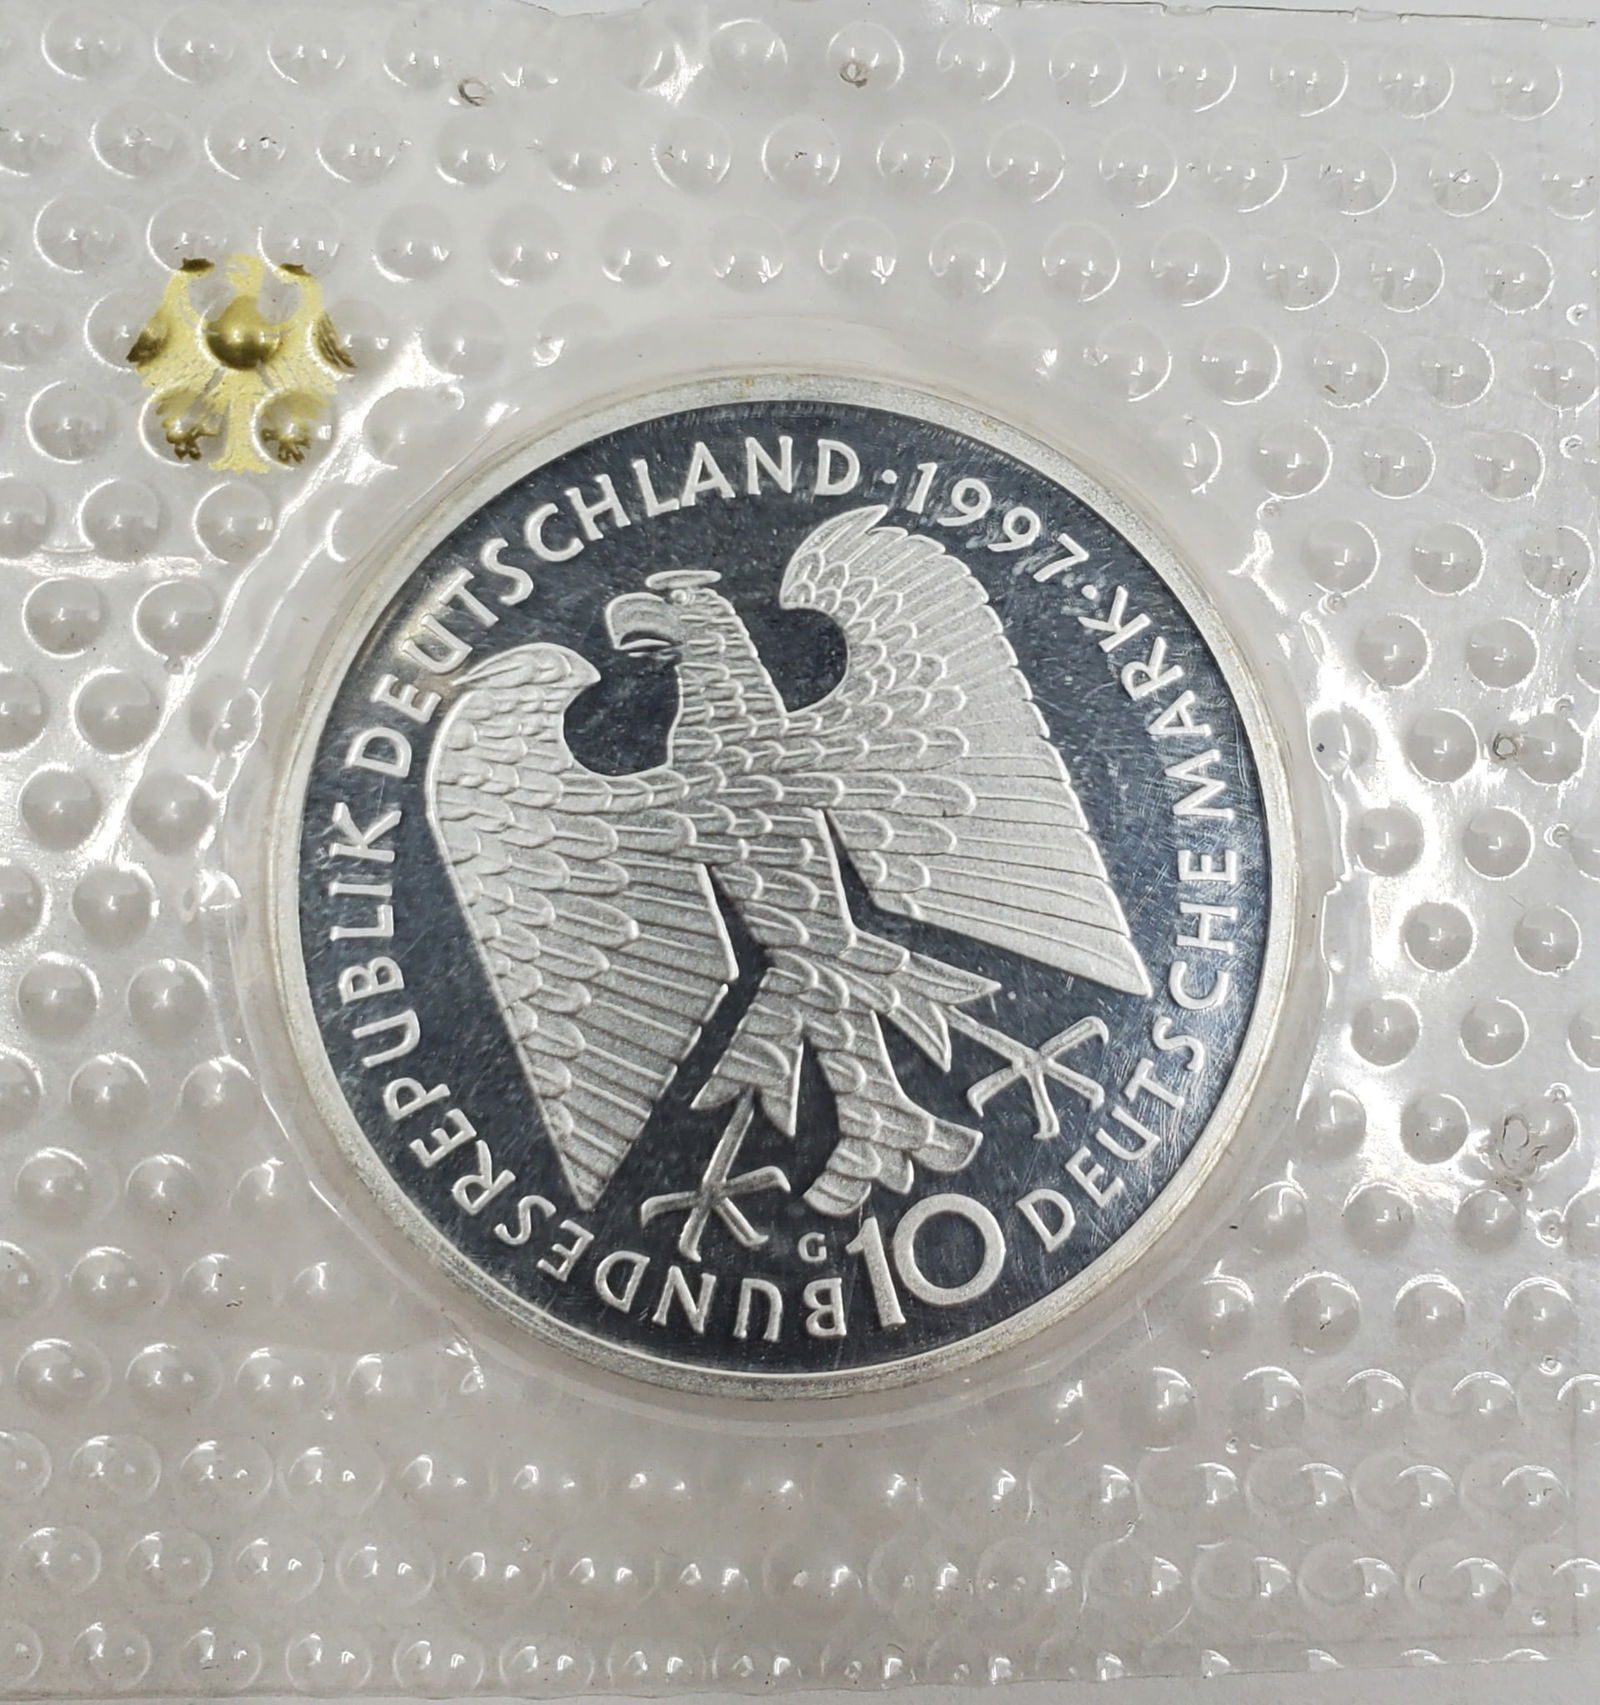 BUNDESREPUBLIK DEUTSCHLAND · 1997 ·
10 DEUTSCHE MARK
G